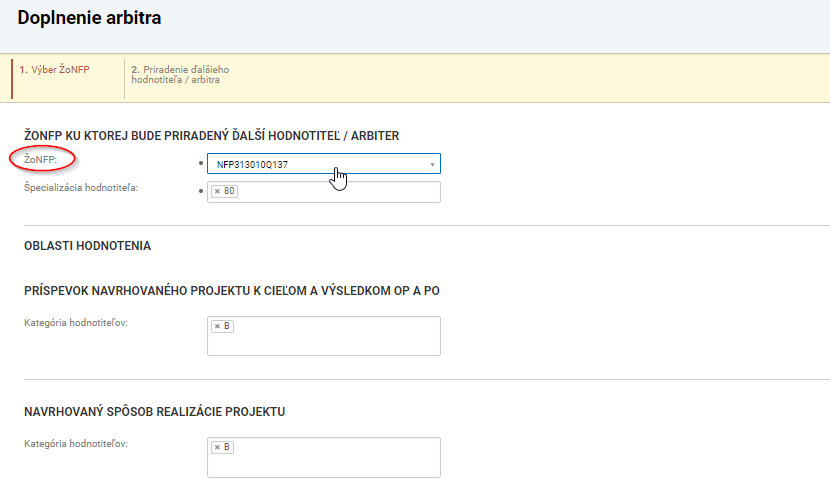 Doplnenie arbitra
1. Výber ŽoNFP
2. Priradenie ďalšieho
hodnotiteľa / arbitra
ŽONFP KU KTOREJ BUDE PRIRADENÝ ĎALŠÍ HODNOTITEĽ / ARBITER
ŽoNFP:
NFP313010Q137
Špecializácia hodnotiteľa:
× 80
OBLASTI HODNOTENIA
PRÍSPEVOK NAVRHOVANÉHO PROJEKTU K CIEĽOM A VÝSLEDKOM OP A PO
Kategória hodnotiteľov:
× B
NAVRHOVANÝ SPÔSOB REALIZÁCIE PROJEKTU
Kategória hodnotiteľov:
× B